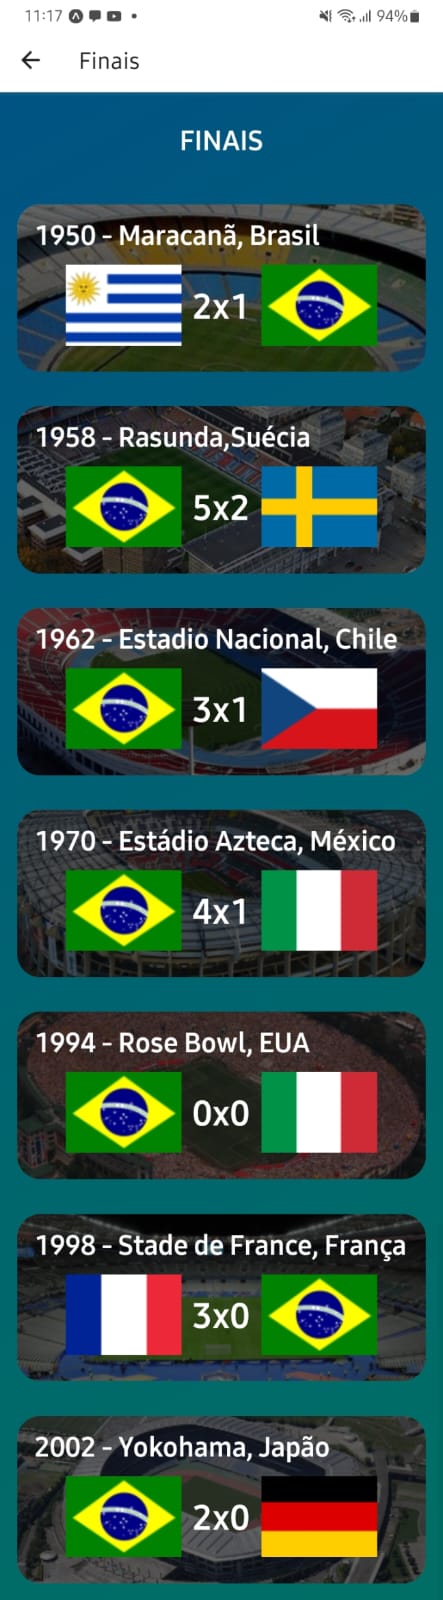 11:17 94%
Finais
FINAIS
1950 - Maracanã, Brasil
2x1
1958 - Rasunda,Suécia
5x2
1962 - Estadio Nacional, Chile
3x1
1970 - Estádio Azteca, México
4x1
1994 - Rose Bowl, EUA
0x0
1998 - Stade de France, França
3x0
2002 - Yokohama, Japão
2x0